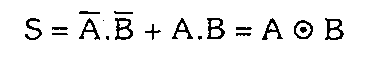 S = A̅.B̅ + A.B = A ⊙ B